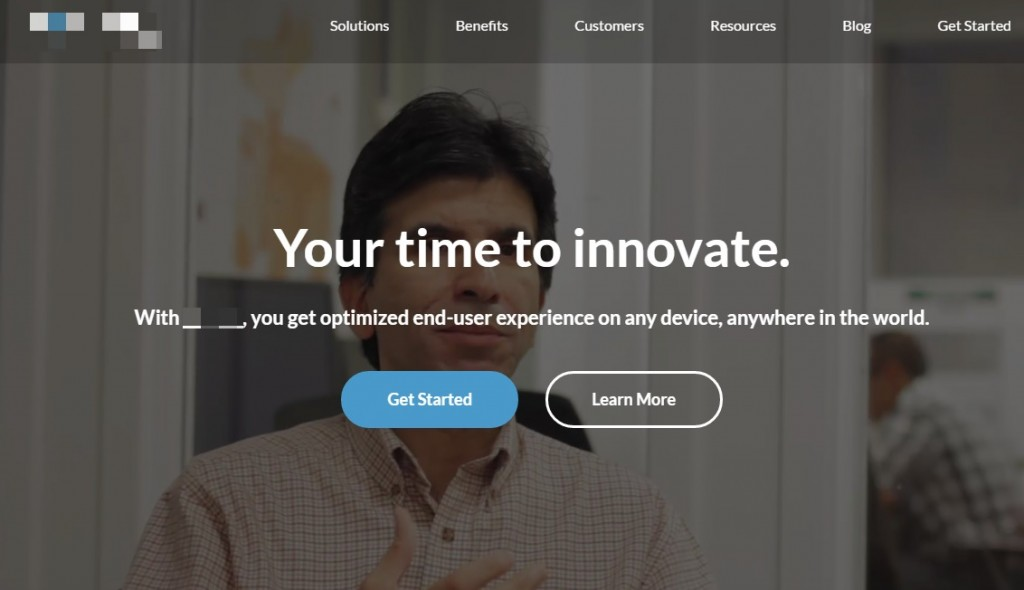 Solutions
Benefits
Customers
Resources
Blog
Get Started
Your time to innovate.
With , you get optimized end-user experience on any device, anywhere in the world.
Get Started
Learn More